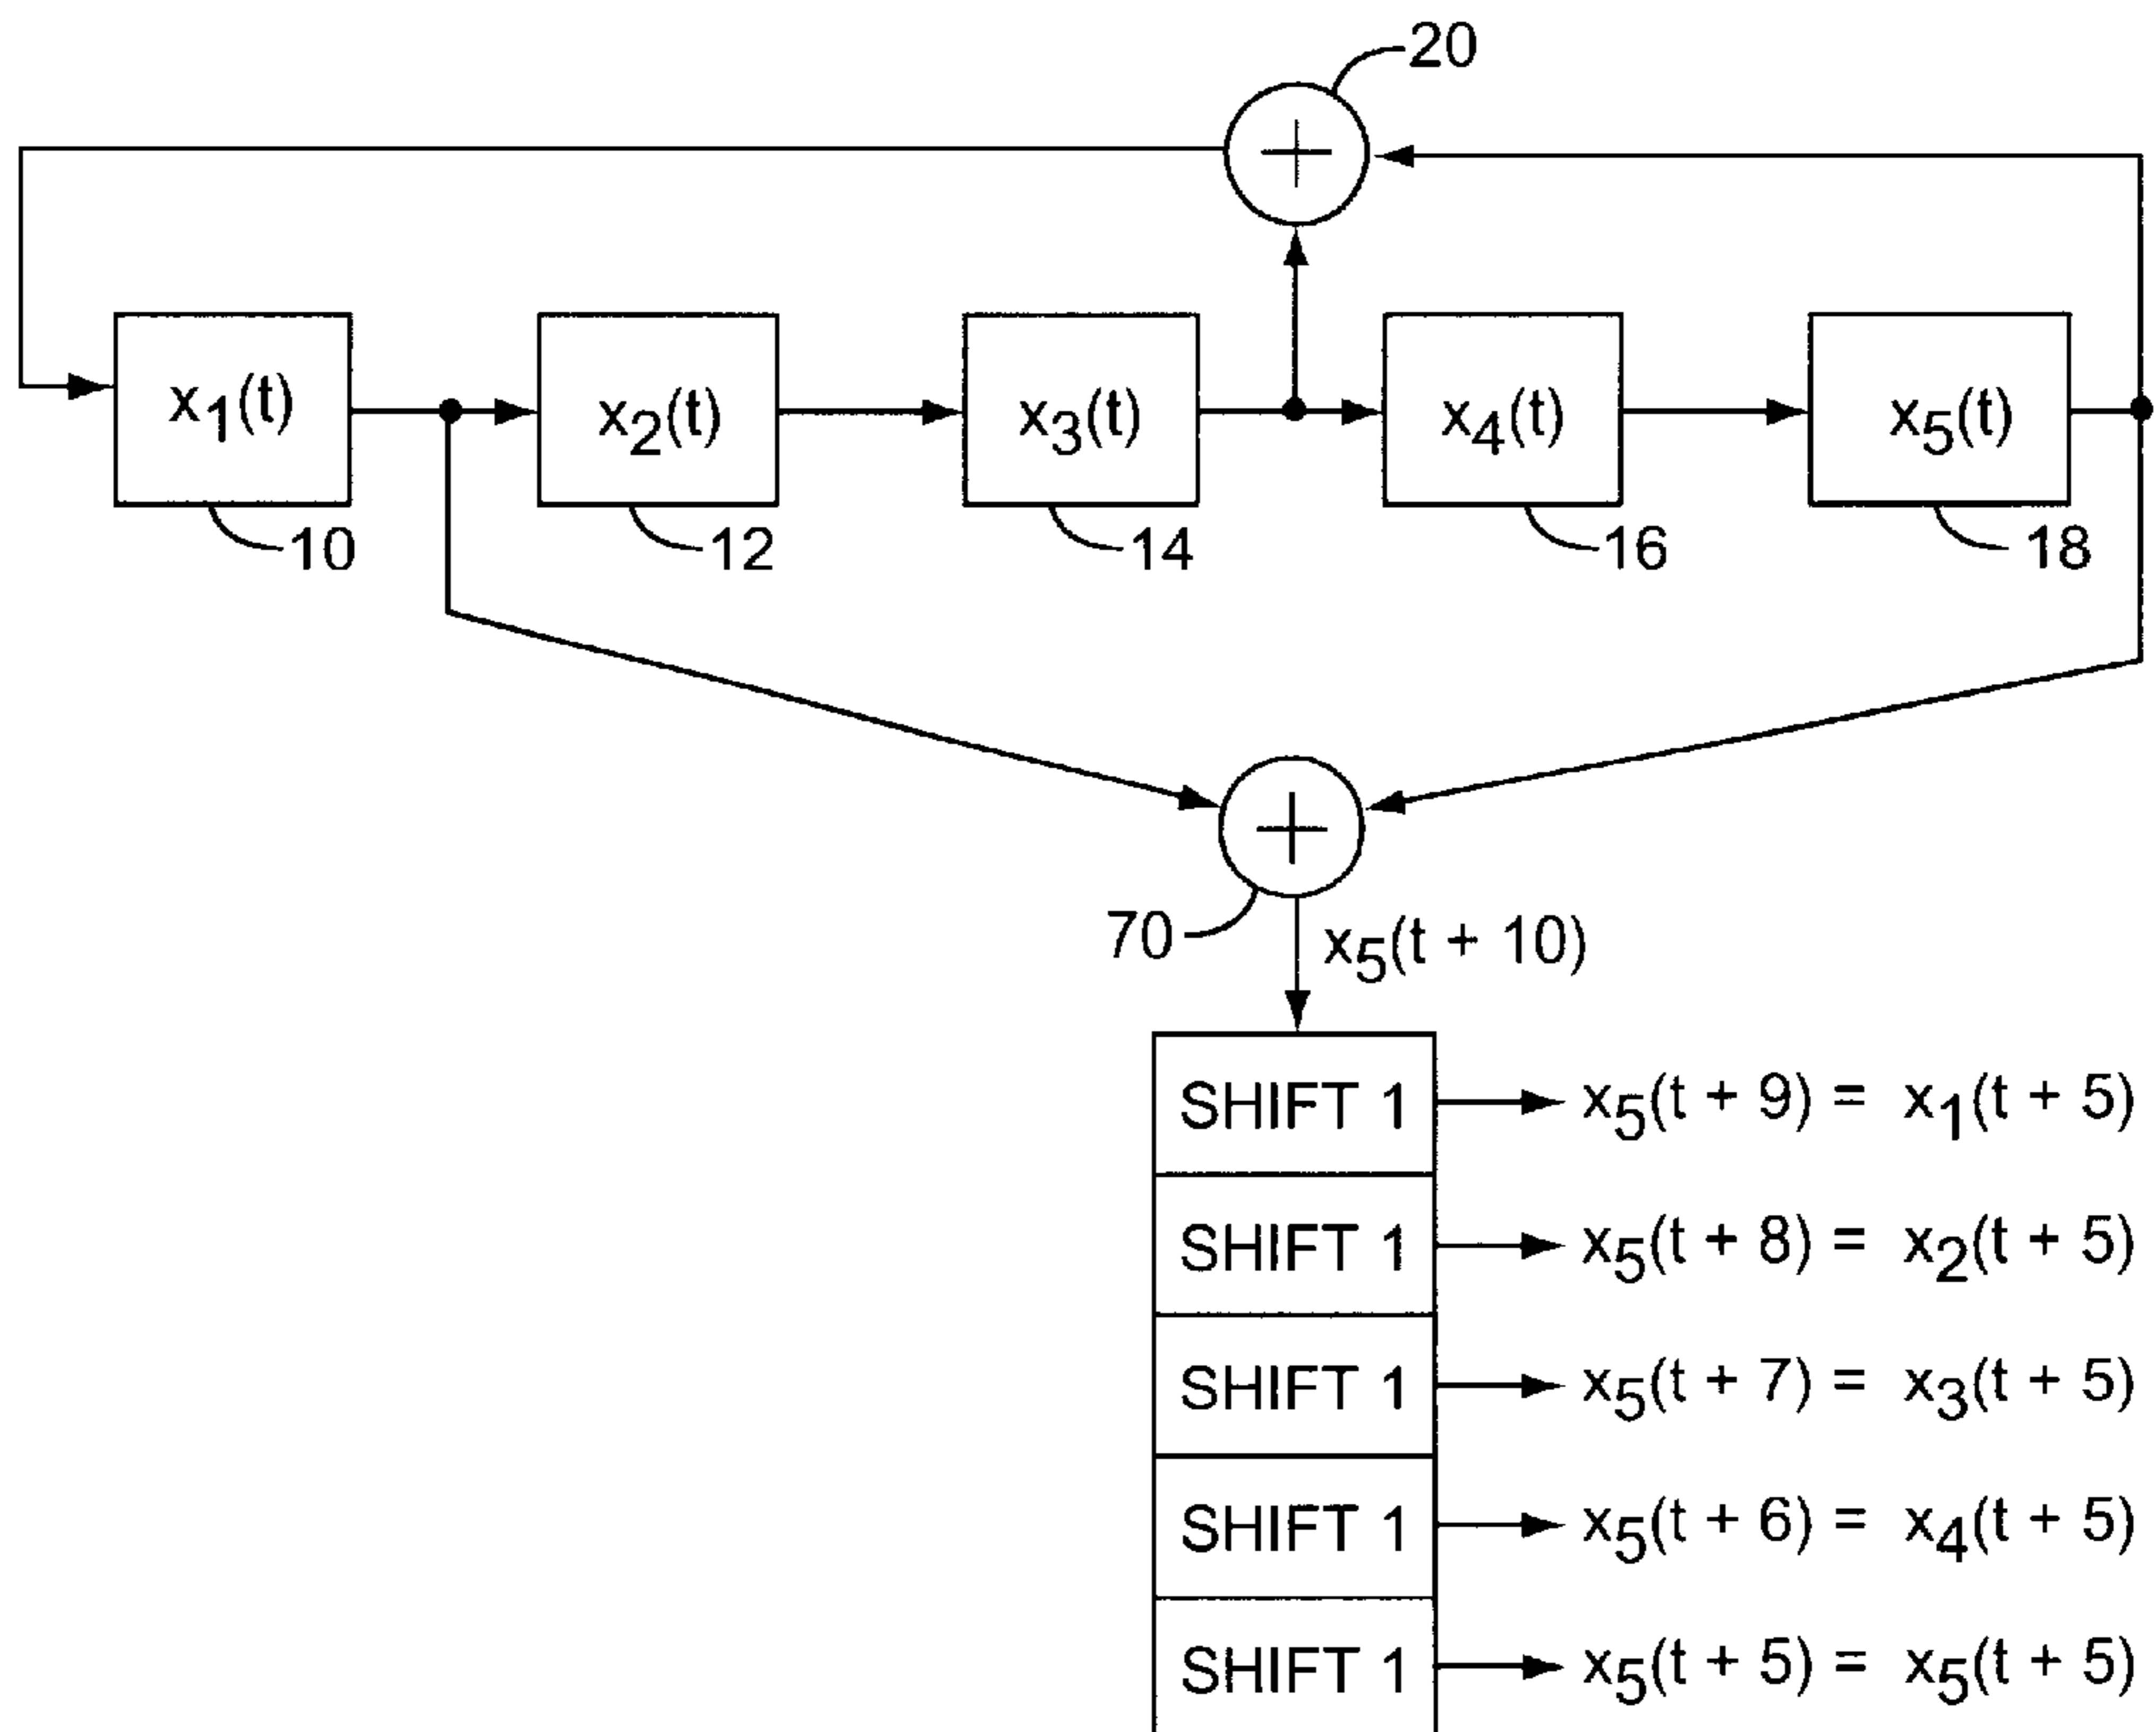 20
x₁(t)
x₂(t)
x₃(t)
x₄(t)
x₅(t)
10
12
14
16
18
70
x₅(t + 10)
SHIFT 1
x₅(t + 9) = x₁(t + 5)
SHIFT 1
x₅(t + 8) = x₂(t + 5)
SHIFT 1
x₅(t + 7) = x₃(t + 5)
SHIFT 1
x₅(t + 6) = x₄(t + 5)
SHIFT 1
x₅(t + 5) = x₅(t + 5)